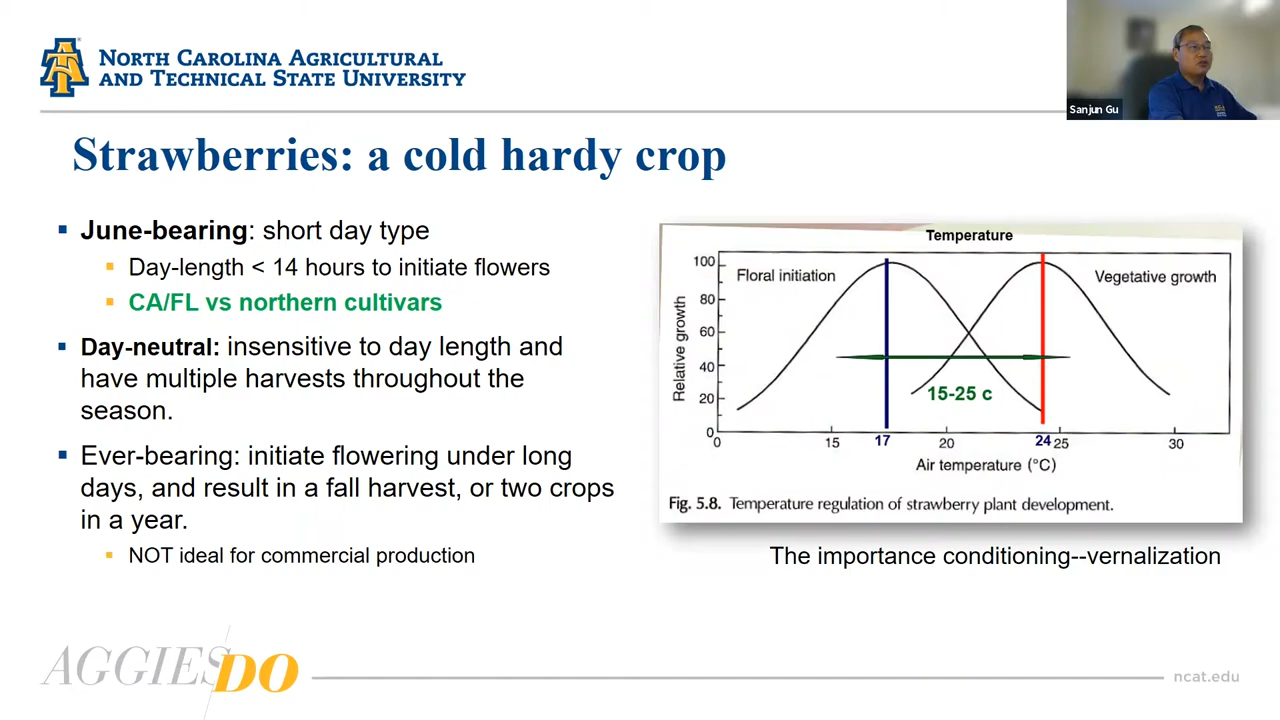 NORTH CAROLINA AGRICULTURAL
AND TECHNICAL STATE UNIVERSITY
Sanjun Gu
Strawberries: a cold hardy crop
June-bearing: short day type
Day-length < 14 hours to initiate flowers
CA/FL vs northern cultivars
Day-neutral: insensitive to day length and
have multiple harvests throughout the
season.
Ever-bearing: initiate flowering under long
days, and result in a fall harvest, or two crops
in a year.
NOT ideal for commercial production
Temperature
Floral initiation
Vegetative growth
Relative growth
100
80
60
40
20
0
15-25 c
0 15 17 20 24 25 30
Air temperature (°C)
Fig. 5.8. Temperature regulation of strawberry plant development.
The importance conditioning--vernalization
AGGIES DO
ncat.edu